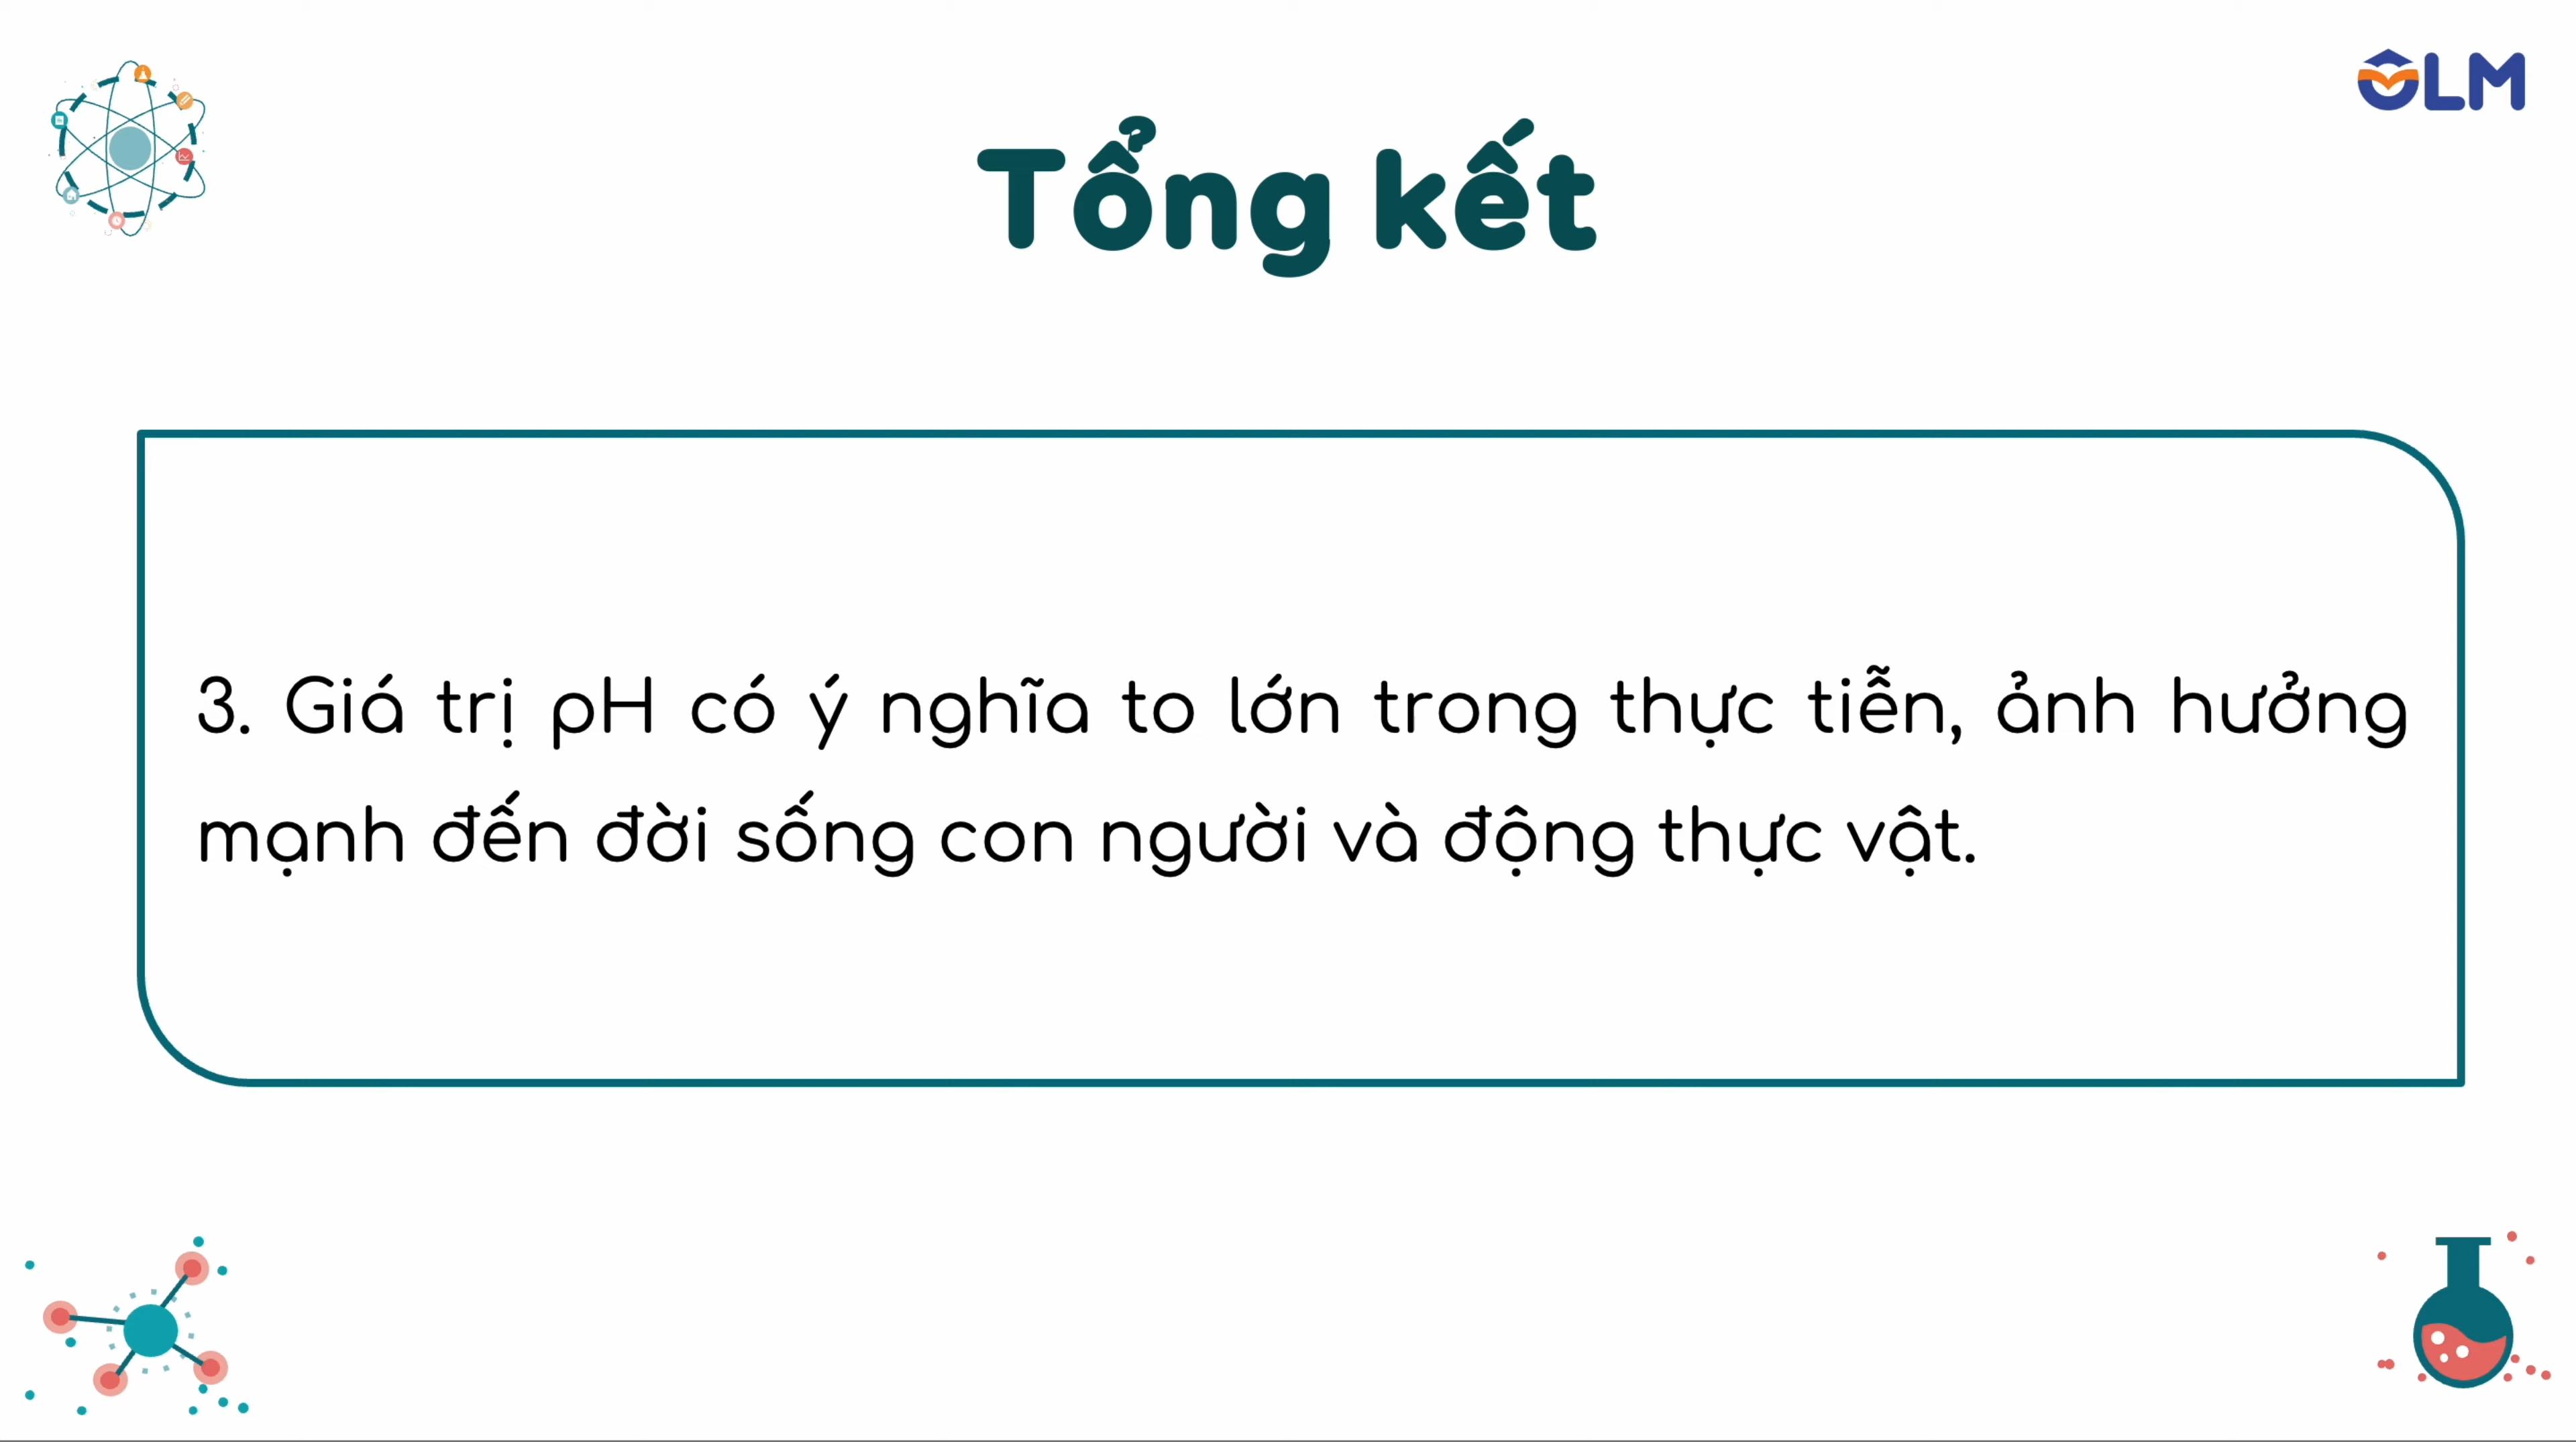 OLM
Tổng kết
3. Giá trị pH có ý nghĩa to lớn trong thực tiễn, ảnh hưởng
mạnh đến đời sống con người và động thực vật.